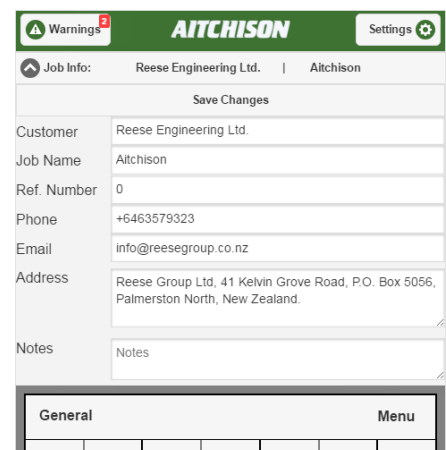 Warnings 2 AITCHISON Settings
Job Info: Reese Engineering Ltd. | Aitchison
Save Changes
Customer Reese Engineering Ltd.
Job Name Aitchison
Ref. Number 0
Phone +6463579323
Email info@reesegroup.co.nz
Address Reese Group Ltd, 41 Kelvin Grove Road, P.O. Box 5056,
Palmerston North, New Zealand.
Notes Notes
General Menu